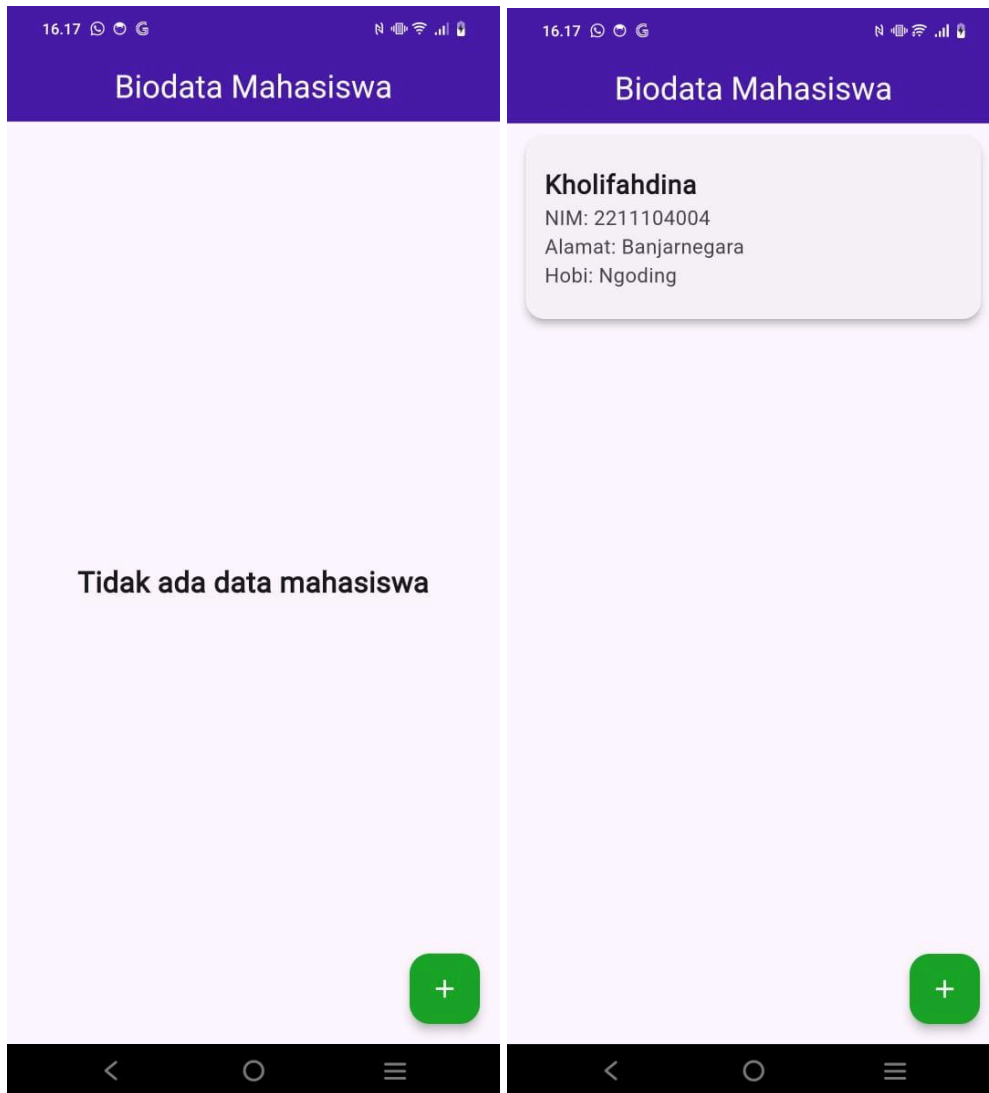 16.17
Biodata Mahasiswa
Tidak ada data mahasiswa
+
16.17
Biodata Mahasiswa
Kholifahdina
NIM: 2211104004
Alamat: Banjarnegara
Hobi: Ngoding
+